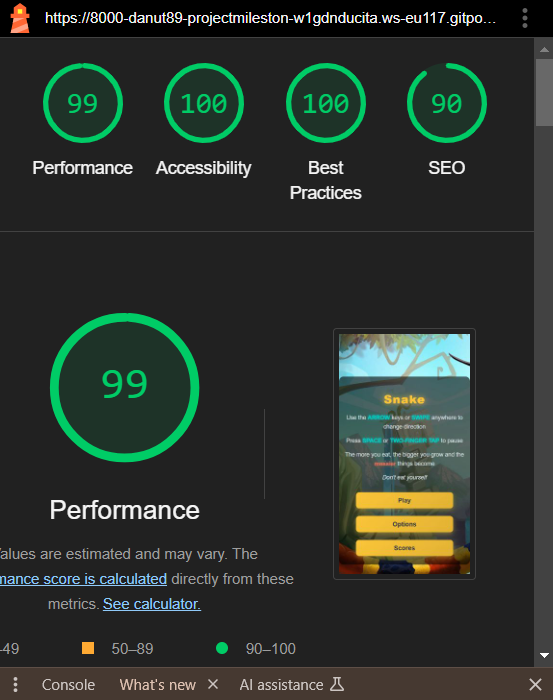 https://8000-danut89-projectmileston-w1gdnducita.ws-eu117.gitpo...
99
100
100
90
Performance
Accessibility
Best
Practices
SEO
99
Performance
Values are estimated and may vary. The
mance score is calculated directly from these
metrics. See calculator.
-49
50–89
90–100
Snake
Use the ARROW keys or SWIPE anywhere to
change direction
Press SPACE or TWO-FINGER TAP to pause
The more you eat, the bigger you grow and the
things become
Don't eat yourself!
Play
Options
Scores
Console
What's new
AI assistance